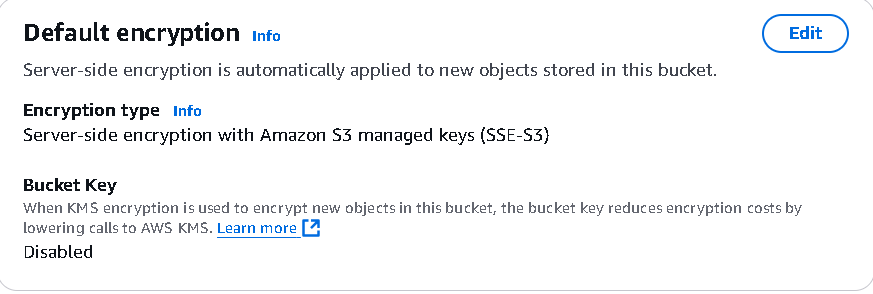 Default encryption Info
Edit
Server-side encryption is automatically applied to new objects stored in this bucket.
Encryption type Info
Server-side encryption with Amazon S3 managed keys (SSE-S3)
Bucket Key
When KMS encryption is used to encrypt new objects in this bucket, the bucket key reduces encryption costs by
lowering calls to AWS KMS. Learn more
Disabled